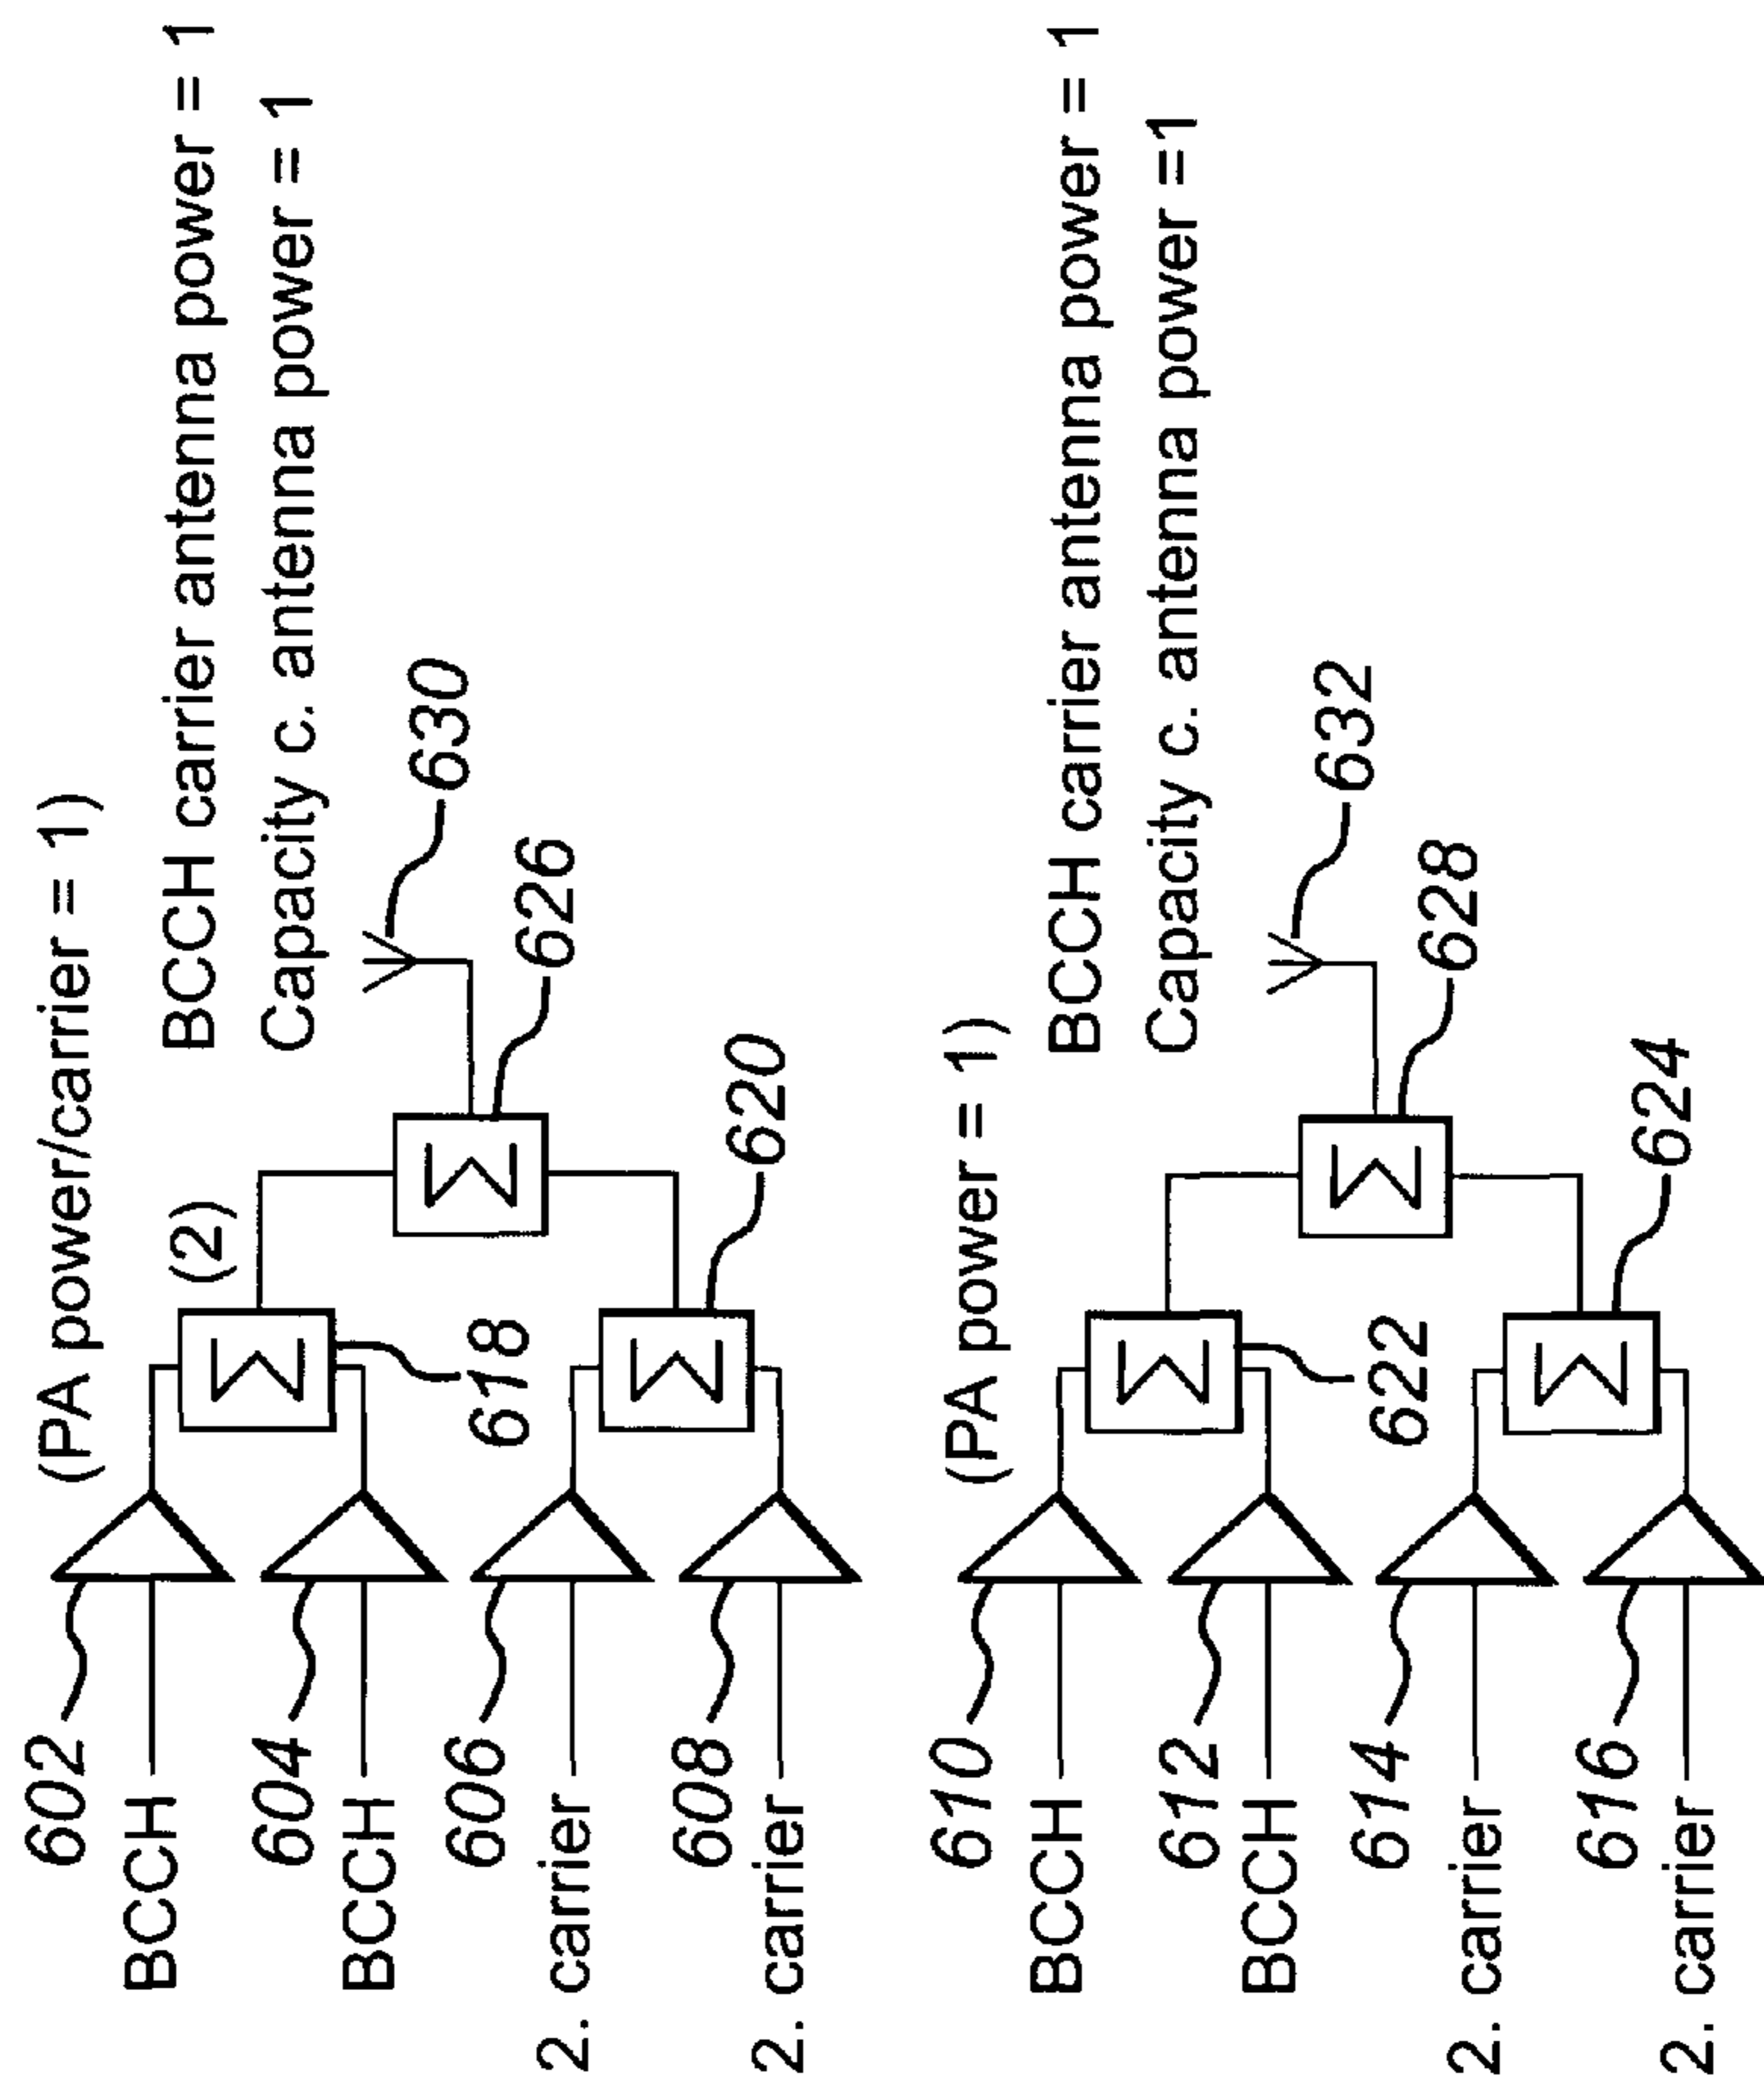 (PA power/carrier = 1)
602
BCCH
(2)
BCCH carrier antenna power = 1
604
BCCH
618
630
Capacity c. antenna power = 1
606
2. carrier
626
608
2. carrier
620
(PA power = 1)
610
BCCH
BCCH carrier antenna power = 1
612
BCCH
622
632
Capacity c. antenna power =1
614
2. carrier
628
616
2. carrier
624